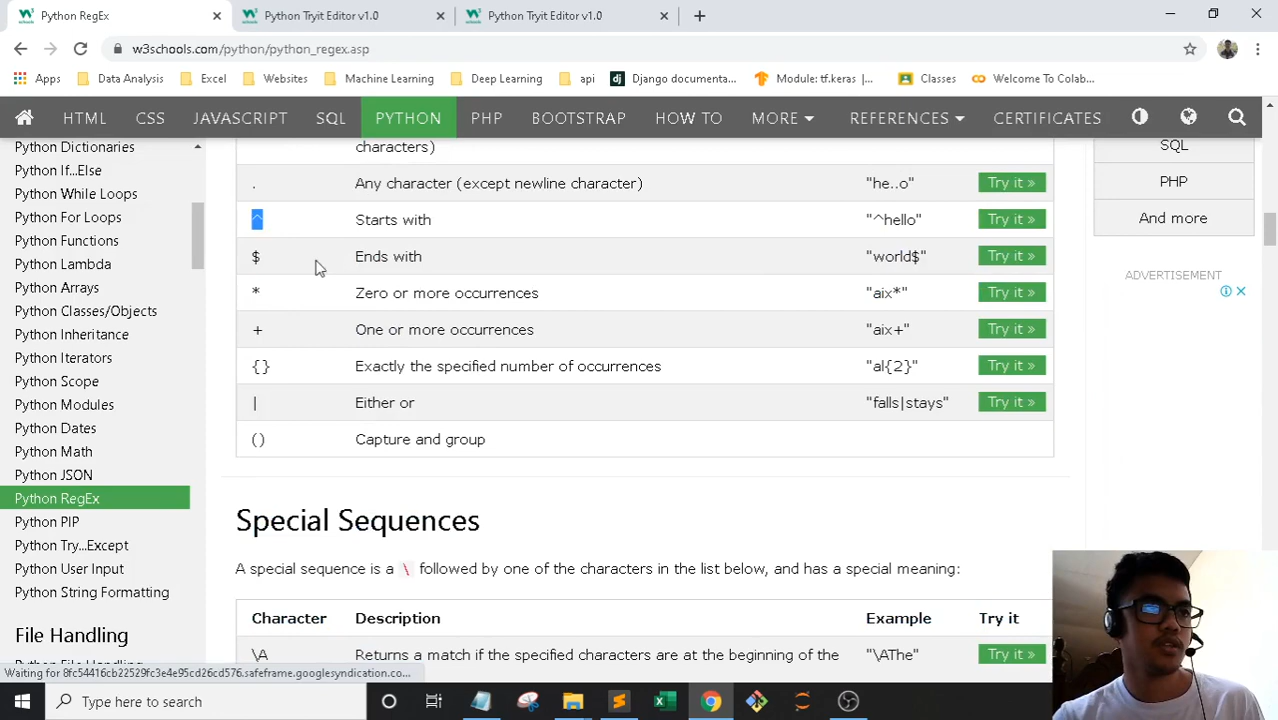 Python RegEx
Python Tryit Editor v1.0
Python Tryit Editor v1.0
w3schools.com/python/python_regex.asp
Apps
Data Analysis
Excel
Websites
Machine Learning
Deep Learning
api
Django documenta...
Module: tf.keras |...
Classes
Welcome To Colab...
HTML
CSS
JAVASCRIPT
SQL
PYTHON
PHP
BOOTSTRAP
HOW TO
MORE
REFERENCES
CERTIFICATES
Python Dictionaries
Python If...Else
Python While Loops
Python For Loops
Python Functions
Python Lambda
Python Arrays
Python Classes/Objects
Python Inheritance
Python Iterators
Python Scope
Python Modules
Python Dates
Python Math
Python JSON
Python RegEx
Python PIP
Python Try...Except
Python User Input
Python String Formatting
File Handling
characters)
. Any character (except newline character) "he..o" Try it »
^ Starts with "^hello" Try it »
$ Ends with "world$" Try it »
* Zero or more occurrences "aix*" Try it »
+ One or more occurrences "aix+" Try it »
{} Exactly the specified number of occurrences "al{2}" Try it »
| Either or "falls|stays" Try it »
() Capture and group
Special Sequences
A special sequence is a \ followed by one of the characters in the list below, and has a special meaning:
Character Description Example Try it
\A Returns a match if the specified characters are at the beginning of the "\AThe" Try it »
SQL
PHP
And more
ADVERTISEMENT
Waiting for 8fc54416cb22529fc3e4e95cd26cd576.safeframe.googlesyndication.co...
Type here to search